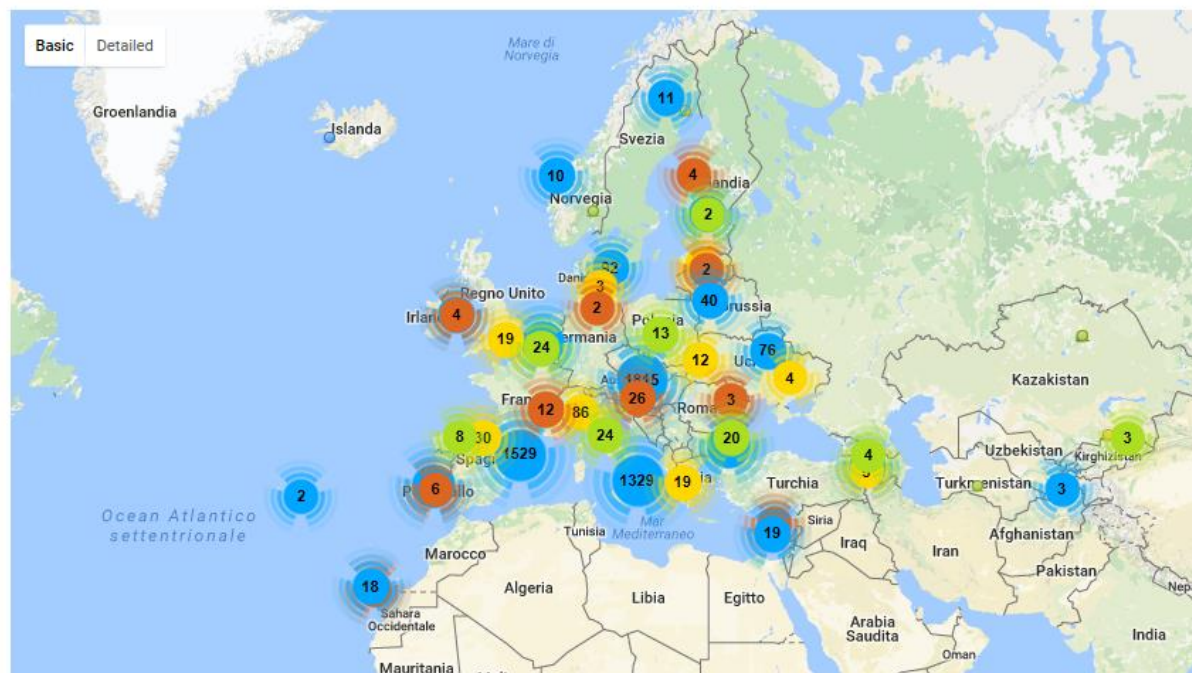 Basic Detailed
Mare di
Norvegia
Groenlandia
11
Islanda
Svezia
10
4
Norvegia
2
2
3
Regno Unito
2
40
4
19
24
13
76
12
4
1815
Kazakistan
26
3
12
86
8
30
24
20
3
1529
4
Uzbekistan
Kirghizistan
1329
19
Turchia
Turkmenistan
6
3
2
Ocean Atlantico
settentrionale
Mar
Mediterraneo
Tunisia
Siria
19
Afghanistan
Iraq
Iran
Marocco
Pakistan
18
Algeria
Libia
Egitto
Sahara
Occidentale
Arabia
Saudita
India
Oman
Mauritania